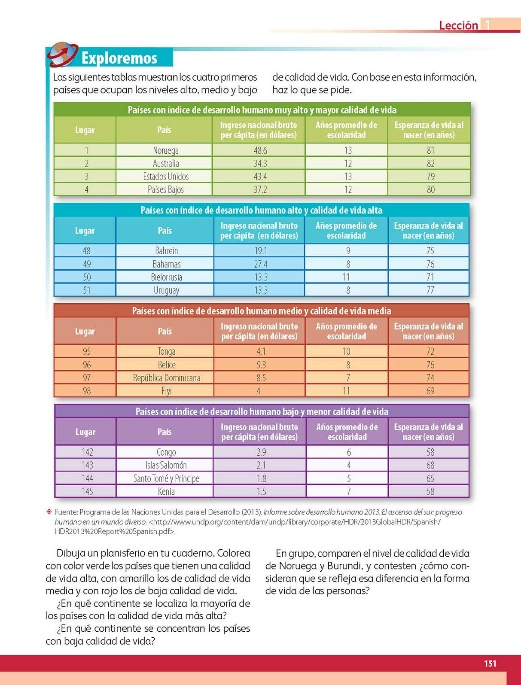 Lección 1
Exploremos
Las siguientes tablas muestran los cuatro primeros
países que ocupan los niveles alto, medio y bajo
de calidad de vida. Con base en esta información,
haz lo que se pide.
Países con índice de desarrollo humano muy alto y mayor calidad de vida
Lugar País Ingreso nacional bruto per cápita (en dólares) Años promedio de escolaridad Esperanza de vida al nacer (en años)
1 Noruega 48.6 13 81
2 Australia 34.3 12 82
3 Estados Unidos 43.4 13 79
4 Países Bajos 37.2 12 80
Países con índice de desarrollo humano alto y calidad de vida alta
Lugar País Ingreso nacional bruto per cápita (en dólares) Años promedio de escolaridad Esperanza de vida al nacer (en años)
48 Bahrein 19.1 9 75
49 Bahamas 27.4 8 76
50 Bielorrusia 13.3 11 71
51 Uruguay 13.3 8 77
Países con índice de desarrollo humano medio y calidad de vida media
Lugar País Ingreso nacional bruto per cápita (en dólares) Años promedio de escolaridad Esperanza de vida al nacer (en años)
95 Tonga 4.1 10 72
96 Belice 5.3 8 76
97 República Dominicana 8.5 7 74
98 Fiyi 4 11 69
Países con índice de desarrollo humano bajo y menor calidad de vida
Lugar País Ingreso nacional bruto per cápita (en dólares) Años promedio de escolaridad Esperanza de vida al nacer (en años)
142 Congo 2.9 6 58
143 Islas Salomón 2.1 4 68
144 Santo Tomé y Príncipe 1.8 5 65
145 Kenia 1.5 7 58
Fuente: Programa de las Naciones Unidas para el Desarrollo (2013). Informe sobre desarrollo humano 2013. El ascenso del sur: progreso
humano en un mundo diverso. <http://www.undp.org/content/dam/undp/library/corporate/HDR/2013GlobalHDR/Spanish/
HDR2013%20Report%20Spanish.pdf>.
Dibuja un planisferio en tu cuaderno. Colorea
con color verde los países que tienen una calidad
de vida alta, con amarillo los de calidad de vida
media y con rojo los de baja calidad de vida.
¿En qué continente se localiza la mayoría de
los países con la calidad de vida más alta?
¿En qué continente se concentran los países
con baja calidad de vida?
En grupo, comparen el nivel de calidad de vida
de Noruega y Burundi, y contesten ¿cómo con-
sideran que se refleja esa diferencia en la forma
de vida de las personas?
151